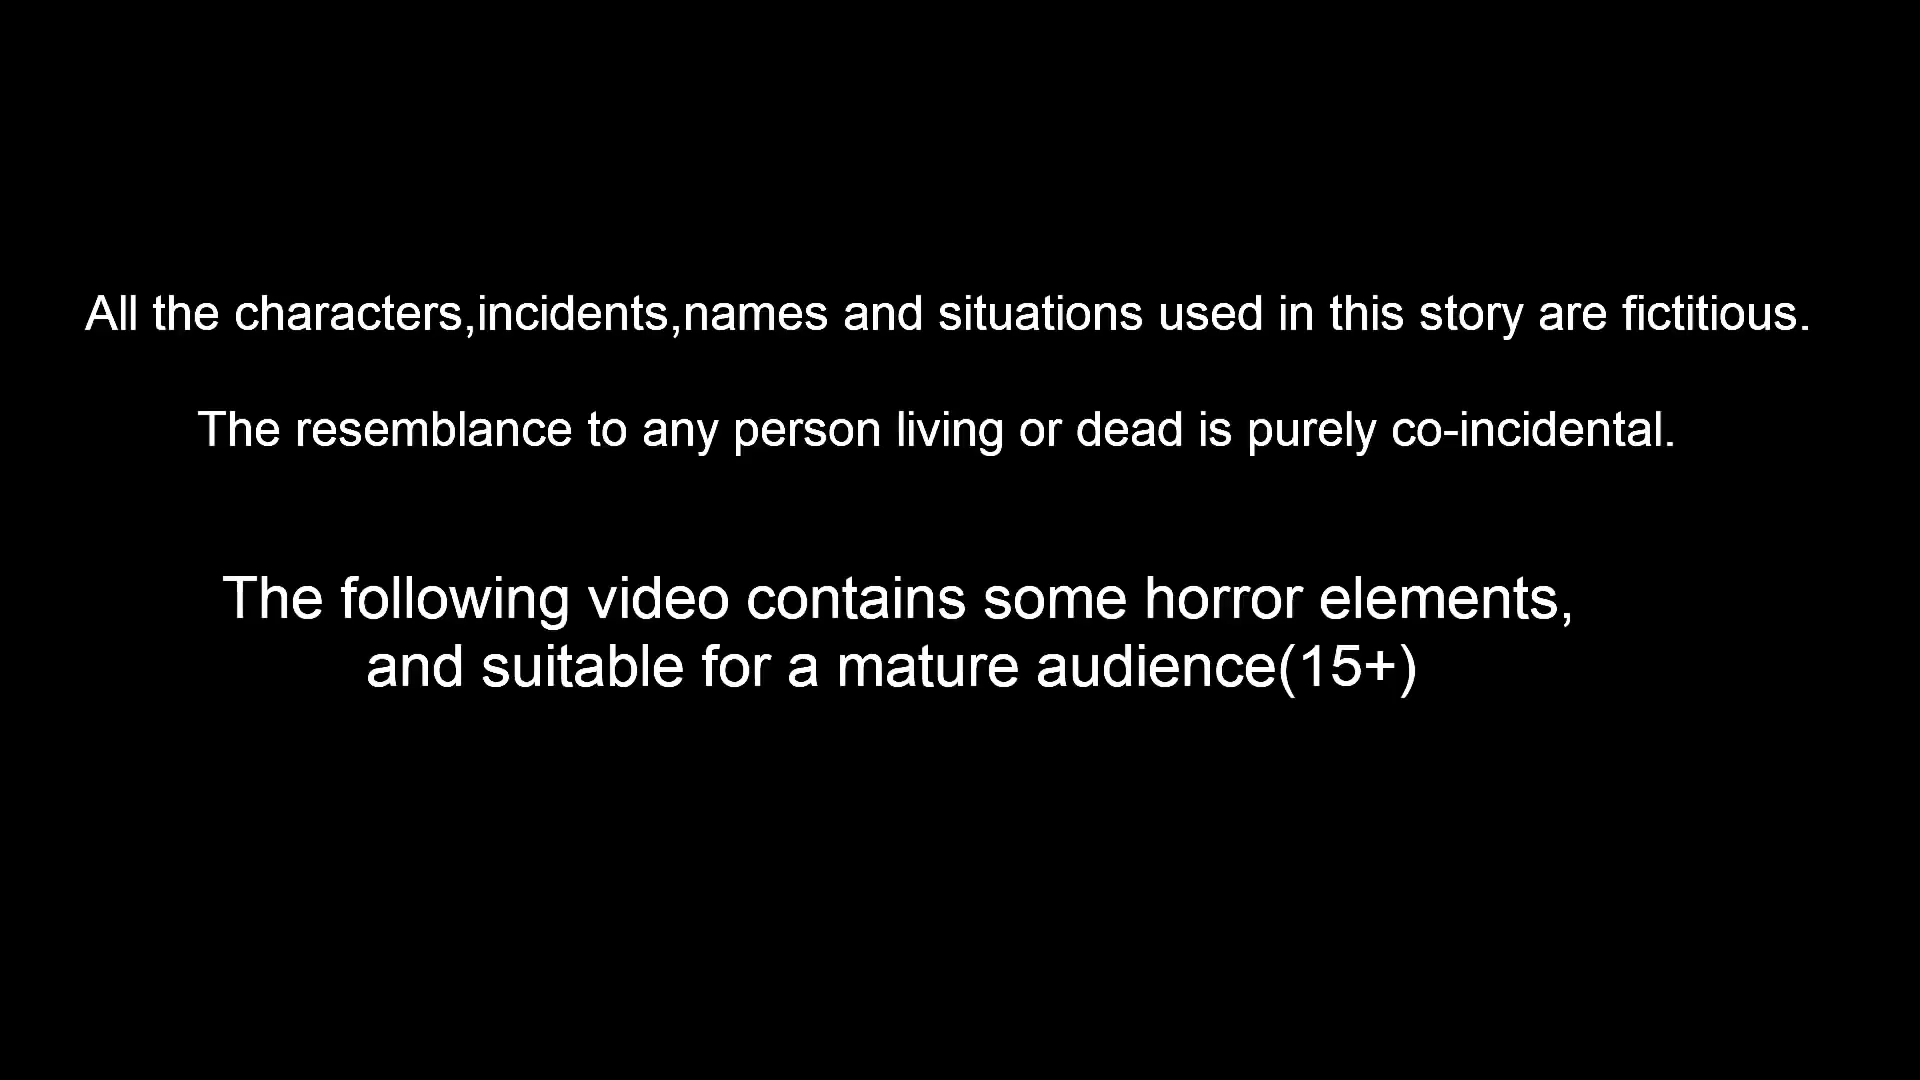 All the characters,incidents,names and situations used in this story are fictitious.
The resemblance to any person living or dead is purely co-incidental.
The following video contains some horror elements,
and suitable for a mature audience(15+)